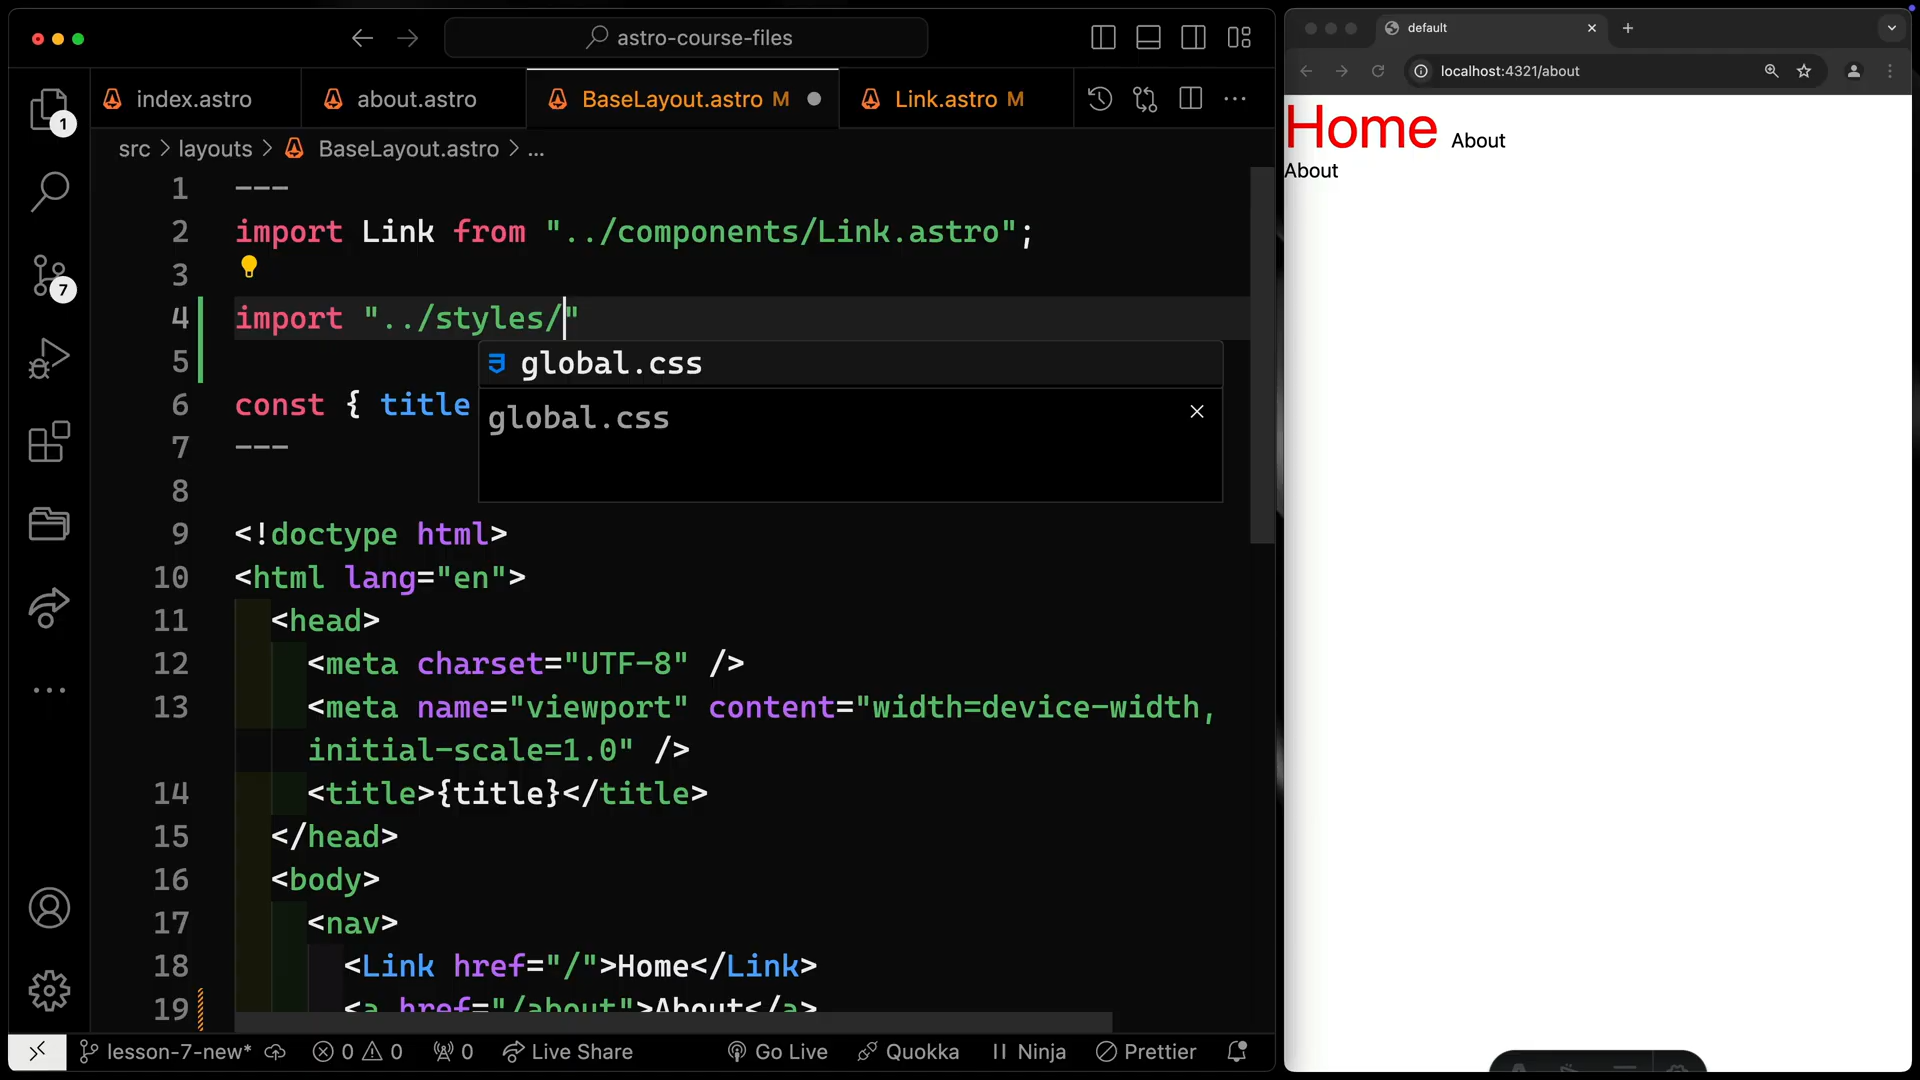 astro-course-files
index.astro
about.astro
BaseLayout.astro M
Link.astro M
src > layouts > BaseLayout.astro > ...
1 ---
2 import Link from "../components/Link.astro";
3
4 import "../styles/"
5
global.css
global.css
6 const { title
7 ---
8
9 <!doctype html>
10 <html lang="en">
11 <head>
12 <meta charset="UTF-8" />
13 <meta name="viewport" content="width=device-width,
initial-scale=1.0" />
14 <title>{title}</title>
15 </head>
16 <body>
17 <nav>
18 <Link href="/">Home</Link>
19 <a href="/about">About</a>
1
7
lesson-7-new*
0
0
0
Live Share
Go Live
Quokka
Ninja
Prettier
default
localhost:4321/about
Home About
About